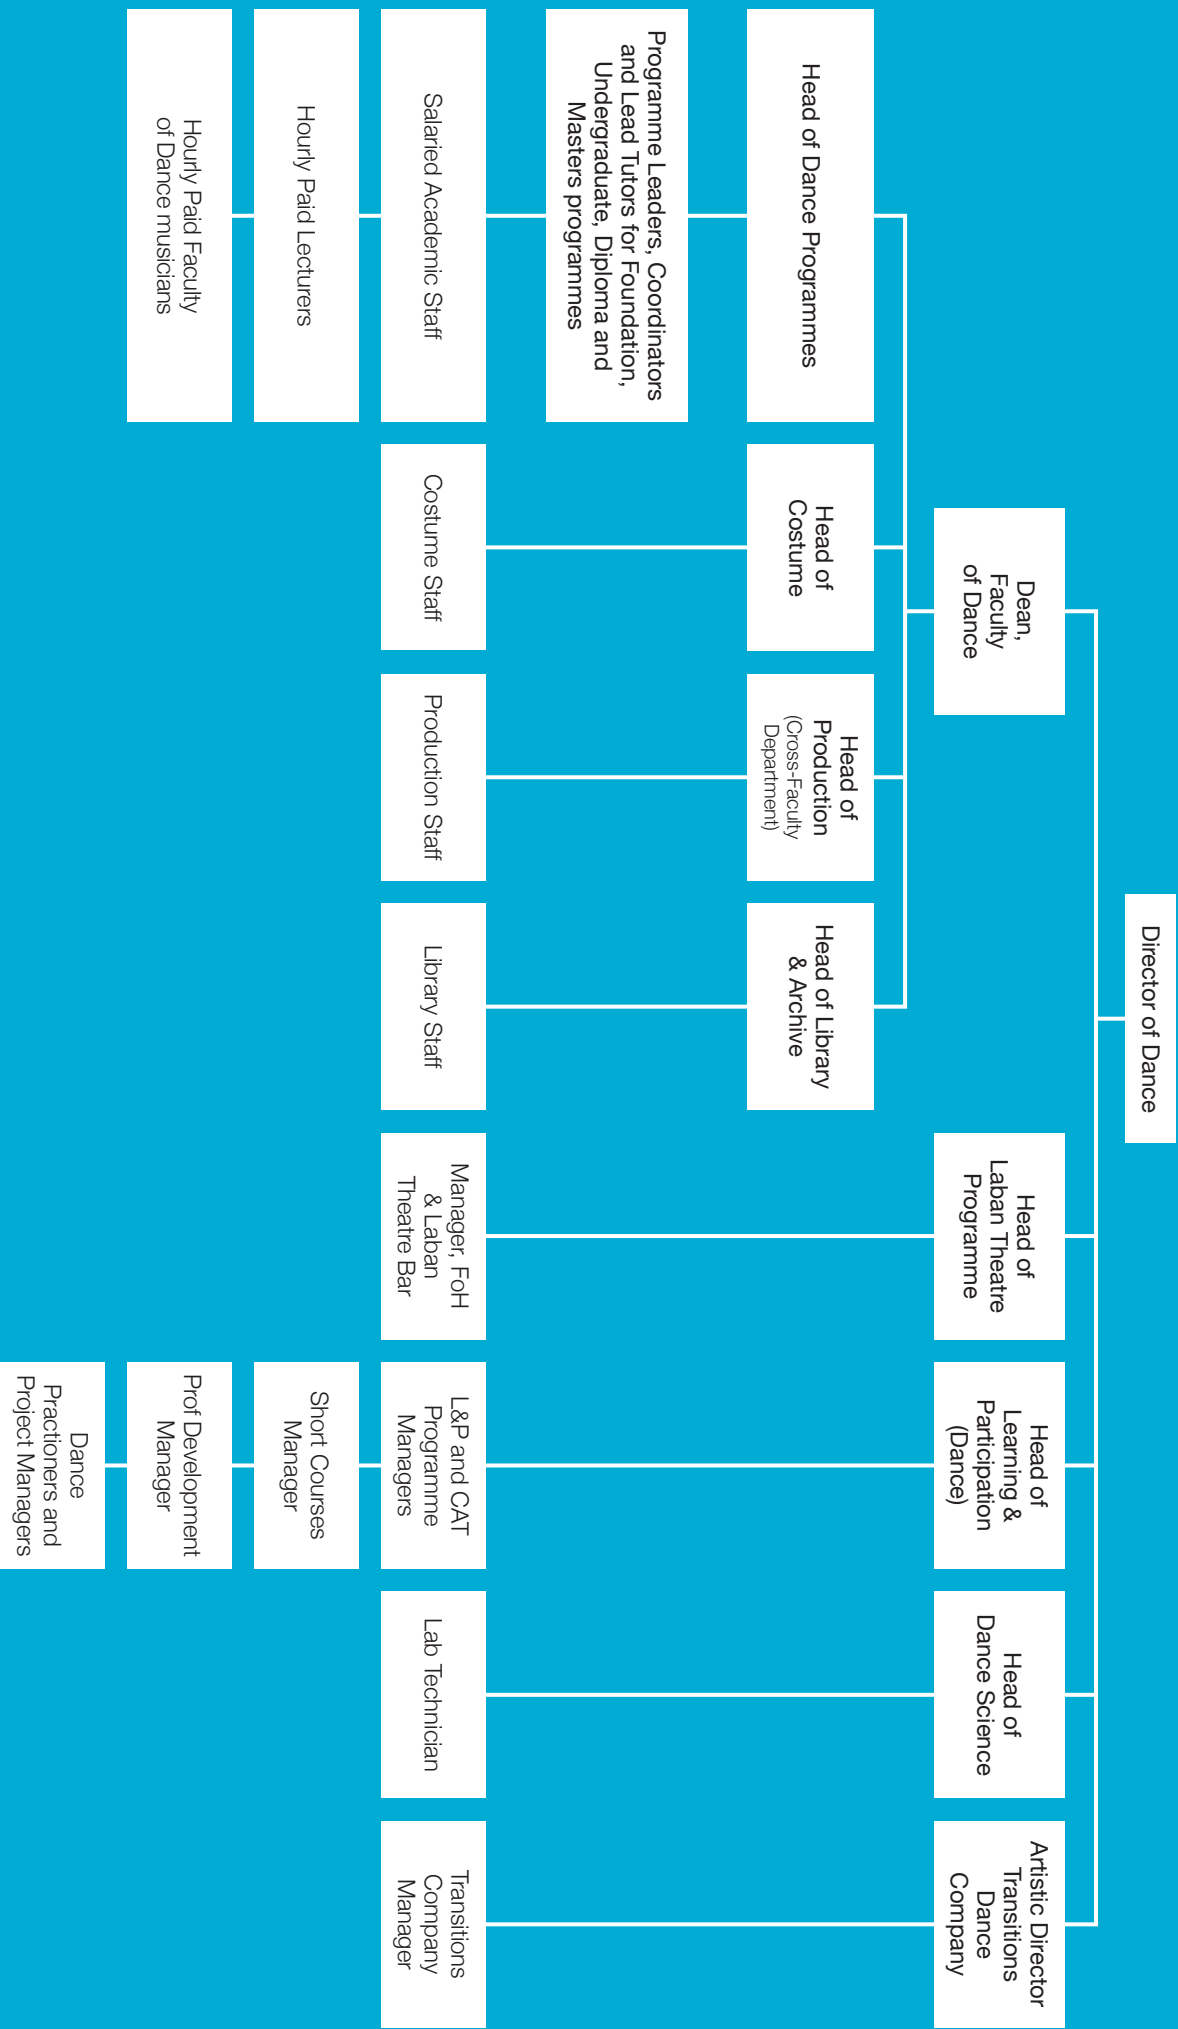 Director of Dance
Dean,
Faculty
of Dance
Head of
Laban Theatre
Programme
Head of
Learning &
Participation
(Dance)
Head of
Dance Science
Artistic Director
Transitions
Dance
Company
Head of Dance Programmes
Head of
Costume
Head of
Production
(Cross-Faculty
Department)
Head of Library
& Archive
Programme Leaders, Coordinators
and Lead Tutors for Foundation,
Undergraduate, Diploma and
Masters programmes
Salaried Academic Staff
Costume Staff
Production Staff
Library Staff
Manager, FoH
& Laban
Theatre Bar
L&P and CAT
Programme
Managers
Lab Technician
Transitions
Company
Manager
Hourly Paid Lecturers
Short Courses
Manager
Hourly Paid Faculty
of Dance musicians
Prof Development
Manager
Dance
Practioners and
Project Managers